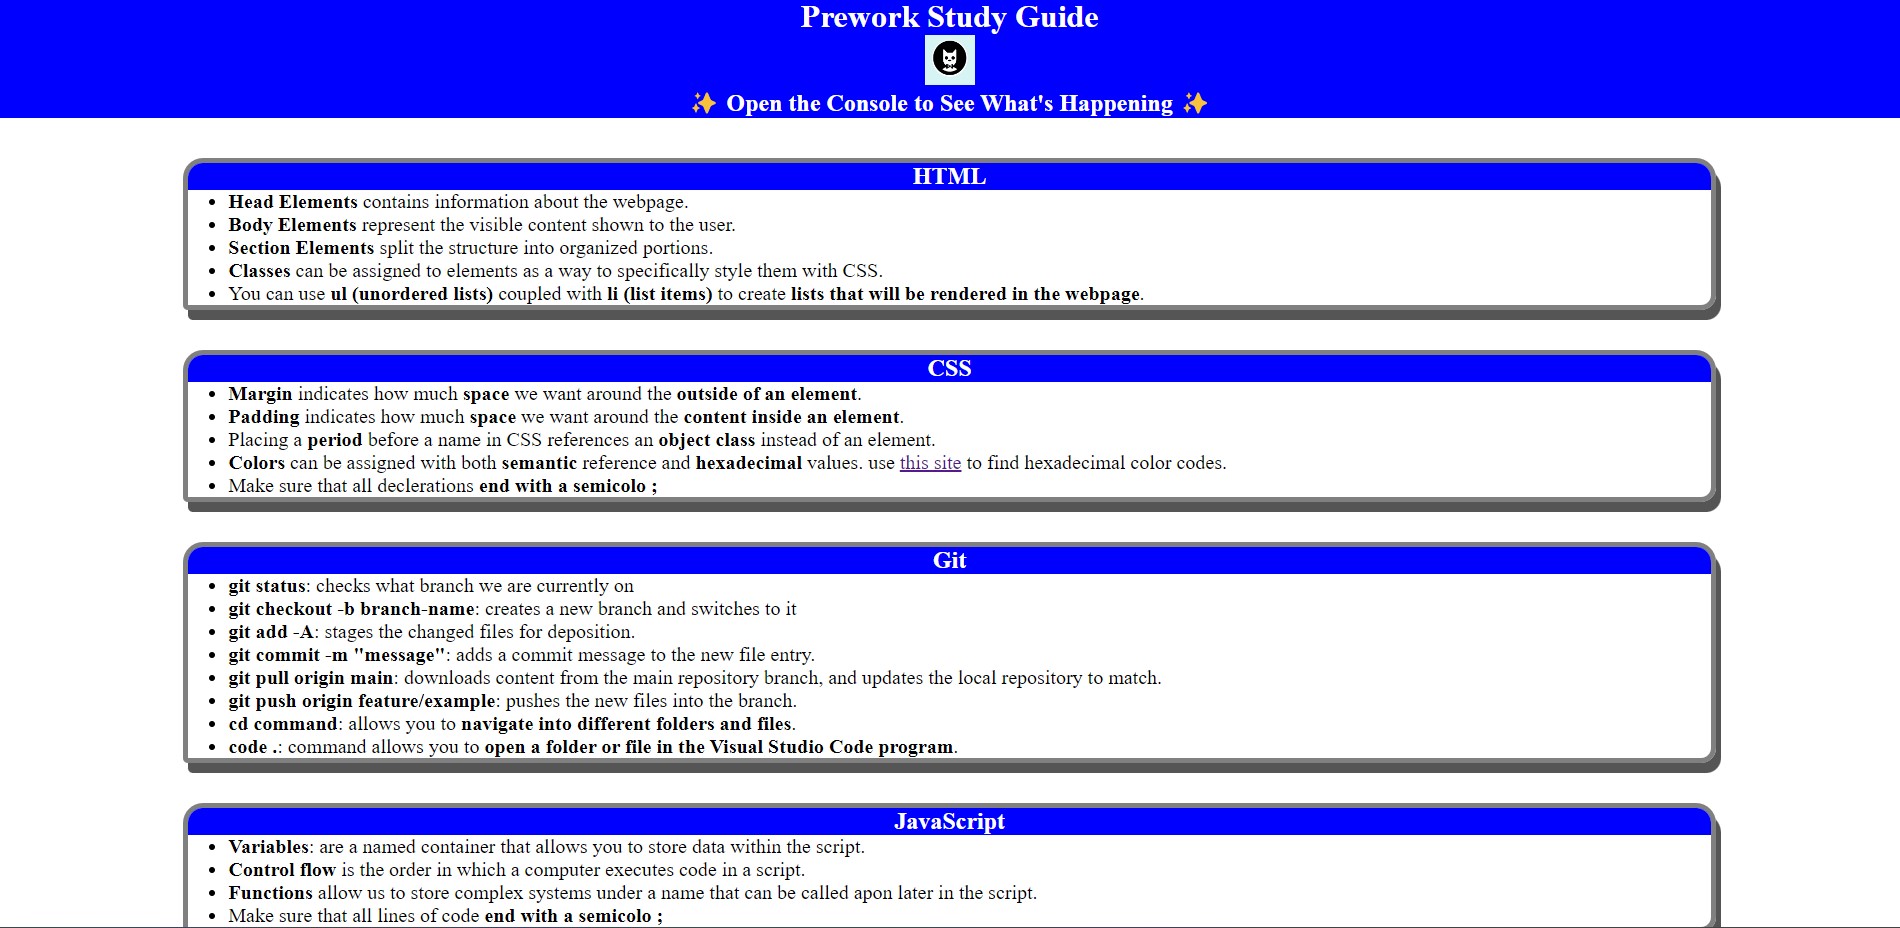 Prework Study Guide
✨ Open the Console to See What's Happening ✨
HTML
• Head Elements contains information about the webpage.
• Body Elements represent the visible content shown to the user.
• Section Elements split the structure into organized portions.
• Classes can be assigned to elements as a way to specifically style them with CSS.
• You can use ul (unordered lists) coupled with li (list items) to create lists that will be rendered in the webpage.
CSS
• Margin indicates how much space we want around the outside of an element.
• Padding indicates how much space we want around the content inside an element.
• Placing a period before a name in CSS references an object class instead of an element.
• Colors can be assigned with both semantic reference and hexadecimal values. use this site to find hexadecimal color codes.
• Make sure that all declerations end with a semicolo ;
Git
• git status: checks what branch we are currently on
• git checkout -b branch-name: creates a new branch and switches to it
• git add -A: stages the changed files for deposition.
• git commit -m "message": adds a commit message to the new file entry.
• git pull origin main: downloads content from the main repository branch, and updates the local repository to match.
• git push origin feature/example: pushes the new files into the branch.
• cd command: allows you to navigate into different folders and files.
• code .: command allows you to open a folder or file in the Visual Studio Code program.
JavaScript
• Variables: are a named container that allows you to store data within the script.
• Control flow is the order in which a computer executes code in a script.
• Functions allow us to store complex systems under a name that can be called apon later in the script.
• Make sure that all lines of code end with a semicolo ;